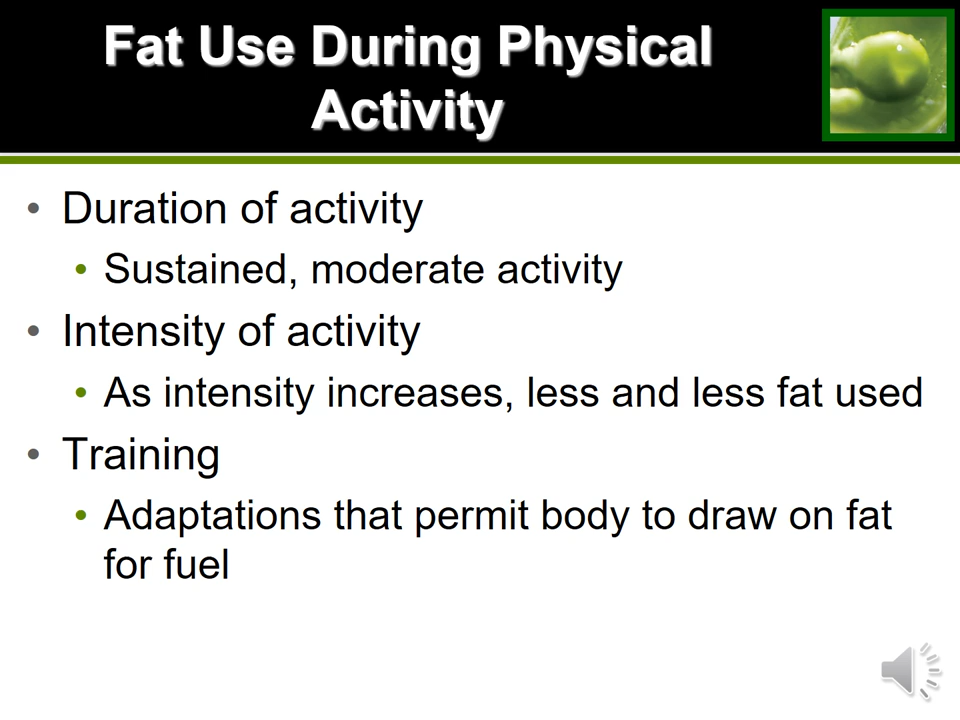 Fat Use During Physical
Activity
• Duration of activity
• Sustained, moderate activity
• Intensity of activity
• As intensity increases, less and less fat used
• Training
• Adaptations that permit body to draw on fat
for fuel